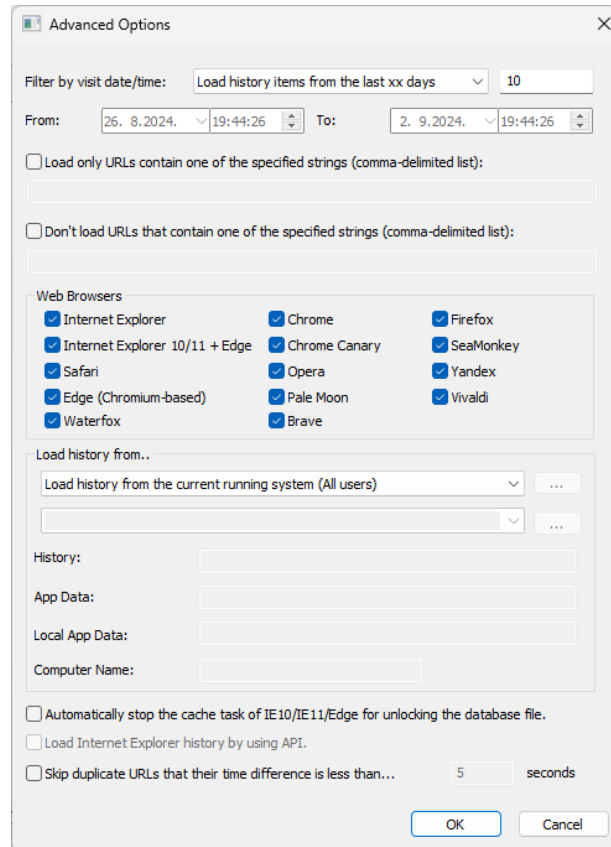 Advanced Options
Filter by visit date/time: Load history items from the last xx days 10
From: 26. 8.2024. 19:44:26 To: 2. 9.2024. 19:44:26
Load only URLs contain one of the specified strings (comma-delimited list):
Don't load URLs that contain one of the specified strings (comma-delimited list):
Web Browsers
Internet Explorer Chrome Firefox
Internet Explorer 10/11 + Edge Chrome Canary SeaMonkey
Safari Opera Yandex
Edge (Chromium-based) Pale Moon Vivaldi
Waterfox Brave
Load history from..
Load history from the current running system (All users) ...
...
History:
App Data:
Local App Data:
Computer Name:
Automatically stop the cache task of IE10/IE11/Edge for unlocking the database file.
Load Internet Explorer history by using API.
Skip duplicate URLs that their time difference is less than... 5 seconds
OK Cancel